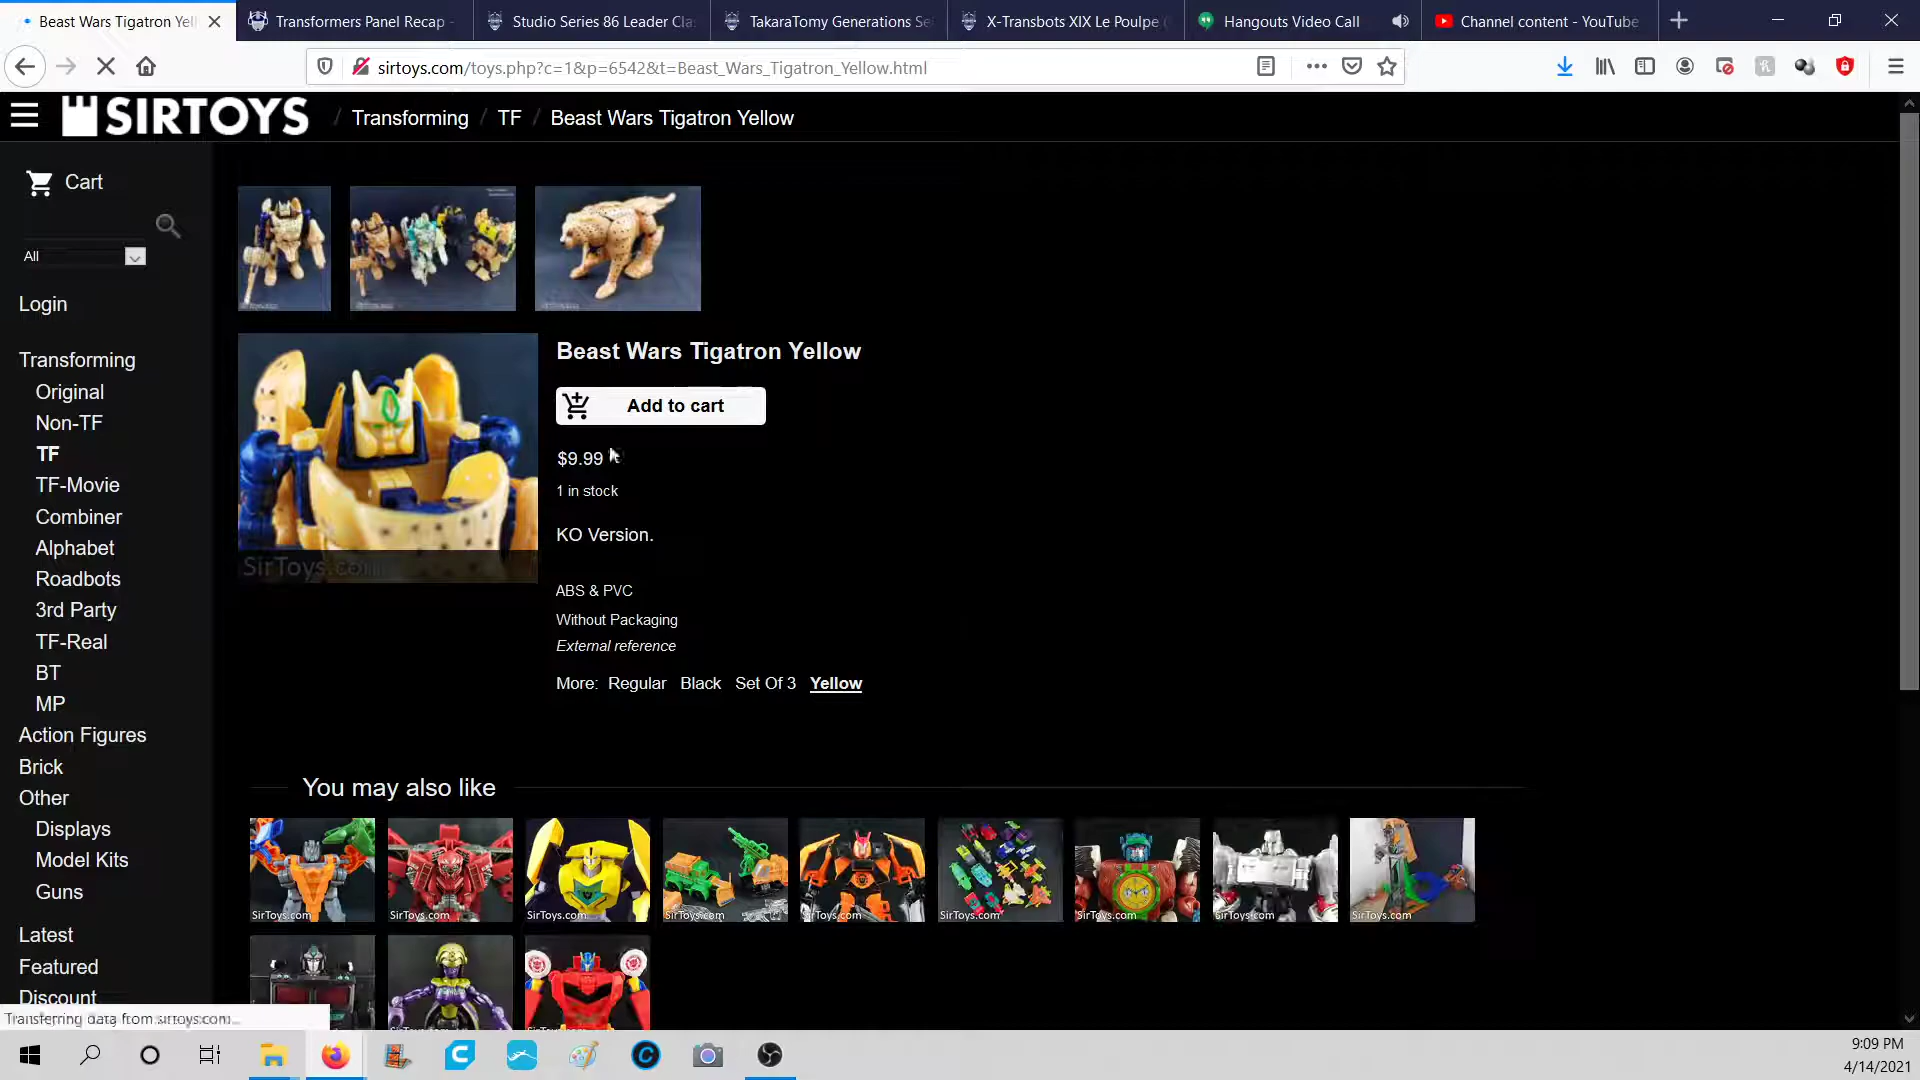 Beast Wars Tigatron Yel
Transformers Panel Recap -
Studio Series 86 Leader Cla
TakaraTomy Generations Se
X-Transbots XIX Le Poulpe (
Hangouts Video Call
Channel content - YouTube
sirtoys.com/toys.php?c=1&p=6542&t=Beast_Wars_Tigatron_Yellow.html
SIRTOYS / Transforming / TF / Beast Wars Tigatron Yellow
Cart
All
Login
Transforming
Original
Non-TF
TF
TF-Movie
Combiner
Alphabet
Roadbots
3rd Party
TF-Real
BT
MP
Action Figures
Brick
Other
Displays
Model Kits
Guns
Latest
Featured
Discount
SirToys.com
Beast Wars Tigatron Yellow
Add to cart
$9.99
1 in stock
KO Version.
ABS & PVC
Without Packaging
External reference
More: Regular Black Set Of 3 Yellow
You may also like
SirToys.com
SirToys.com
SirToys.com
SirToys.com
SirToys.com
SirToys.com
SirToys.com
SirToys.com
SirToys.com
Transferring data from sirtoys.com...
9:09 PM
4/14/2021